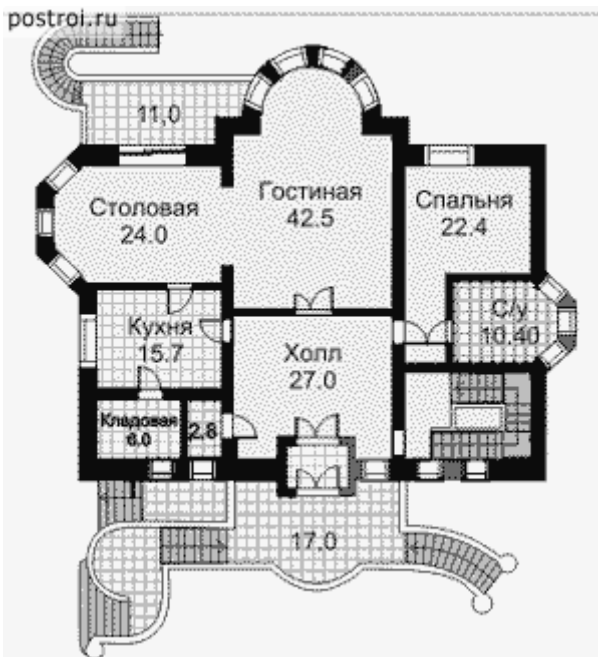 postroi.ru
11,0
Гостиная
42.5
Столовая
24.0
Спальня
22.4
С/у
10.40
Кухня
15.7
Холл
27.0
Кладовая
6.0
2.8
17.0